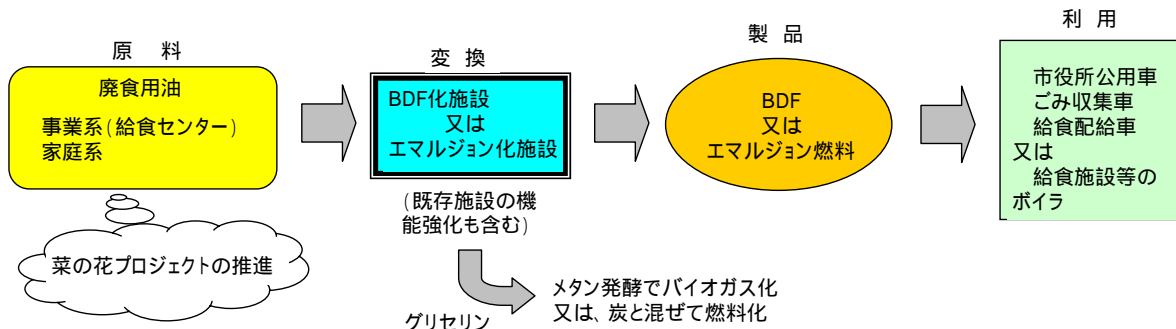 原 料
廃食用油
事業系(給食センター)
家庭系
菜の花プロジェクトの推進
変 換
BDF化施設
又は
エマルジョン化施設
(既存施設の機
能強化も含む)
グリセリン
メタン発酵でバイオガス化
又は、炭と混ぜて燃料化
製 品
BDF
又は
エマルジョン燃料
利 用
市役所公用車
ごみ収集車
給食配給車
又は
給食施設等の
ボイラ